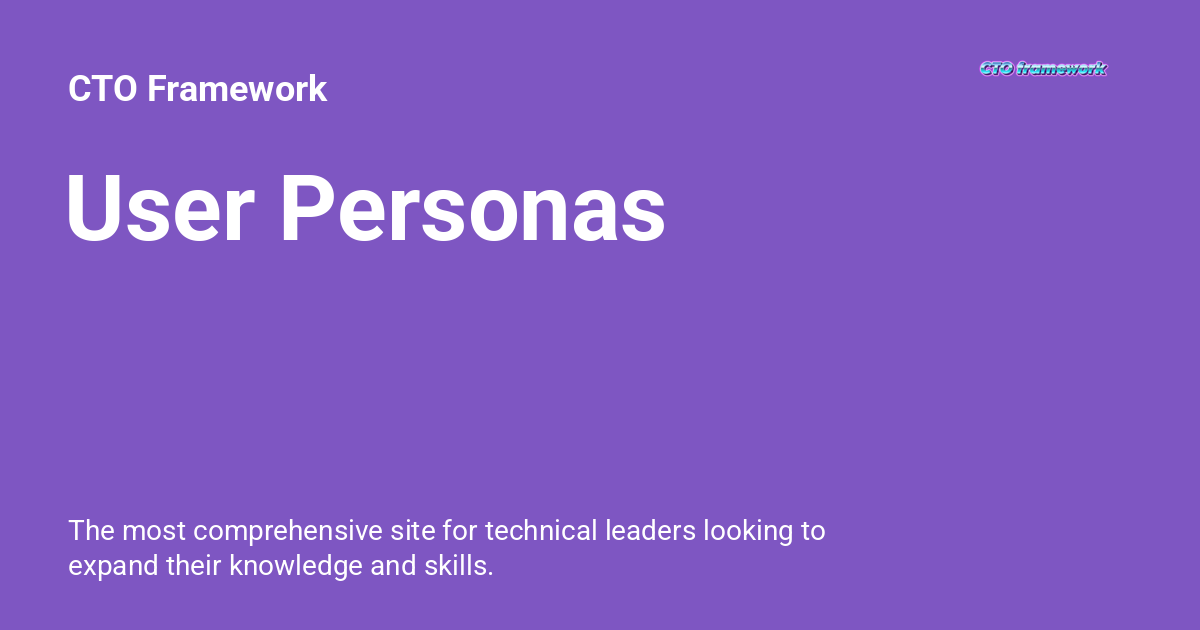 CTO Framework
CTO framework
User Personas
The most comprehensive site for technical leaders looking to
expand their knowledge and skills.